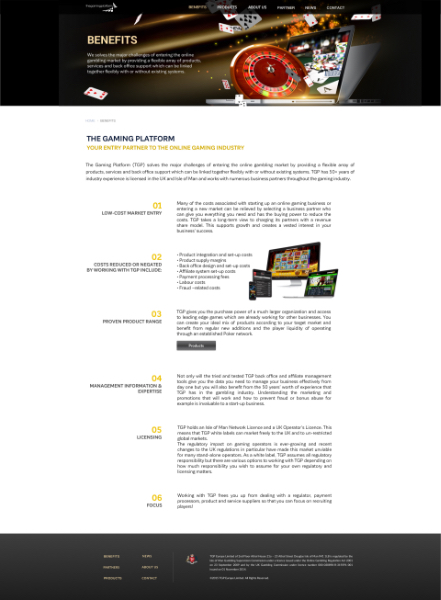 BENEFITS PRODUCTS ABOUT US PARTNER NEWS CONTACT
BENEFITS
We solves the major challenges of entering the online
gambling market by providing a flexible array of products,
services and back office support which can be linked
together flexibly with or without existing systems.
HOME BENEFITS
THE GAMING PLATFORM
YOUR ENTRY PARTNER TO THE ONLINE GAMING INDUSTRY
The Gaming Platform (TGP) solves the major challenges of entering the online gambling market by providing a flexible array of
products, services and back office support which can be linked together flexibly with or without existing systems. TGP has 10+ years of
industry experience is licensed in the UK and Isle of Man and works with numerous business partners throughout the gaming industry.
01
LOW-COST MARKET ENTRY
Many of the costs associated with starting up an online gaming business or
entering a new market can be relieved by selecting a business partner who
can give you everything you need and has the buying power to reduce the
costs. TGP takes a long-term view to charging its partners with a revenue
share model. This supports growth and creates a vested interest in your
business' success.
02
COSTS REDUCED OR NEGATED
BY WORKING WITH TGP INCLUDE:
- Product integration and set-up costs
- Product supply margins
- Back office design and set-up costs
- Affiliate system set-up costs
- Payment processing fees
- Labour costs
- Fraud -related costs
03
PROVEN PRODUCT RANGE
TGP gives you the purchase power of a much larger organization and access
to leading edge games which are already working for other businesses. You
can create your ideal mix of products according to your target market and
benefit from regular new additions and the player liquidity of operating
through an established Poker network.
Products
04
MANAGEMENT INFORMATION &
EXPERTISE
Not only will the tried and tested TGP back office and affiliate management
tools give you the data you need to manage your business effectively from
day one but you will also benefit from the 10 years' worth of experience that
TGP has in the gambling industry. Understanding the marketing and
promotions that will work and how to prevent fraud or bonus abuse for
example is invaluable to a start up business.
05
LICENSING
TGP holds an Isle of Man Network Licence and a UK Operator's Licence. This
means that TGP white labels can market freely to the UK and to un-restricted
global markets.
The regulatory impact on gaming operators is ever-growing and recent
changes to the UK regulations in particular have made this market unviable
for many stand-alone operators. As a white label, TGP assumes all regulatory
responsibility but there are various options to working with TGP depending on
how much responsibility you wish to assume for your own regulatory and
licensing matters.
06
FOCUS
Working with TGP frees you up from dealing with a regulator, payment
processors, product and service suppliers so that you can focus on recruiting
players!
BENEFITS NEWS
PARTNERS ABOUT US
PRODUCTS CONTACT